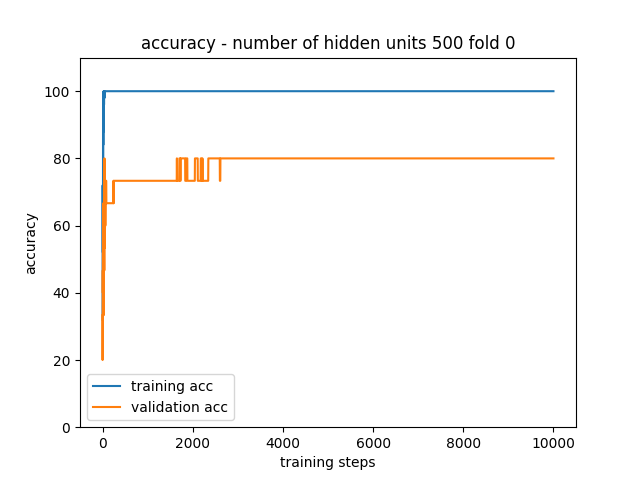 accuracy - number of hidden units 500 fold 0
100
80
60
40
20
0
accuracy
training acc
validation acc
0 2000 4000 6000 8000 10000
training steps